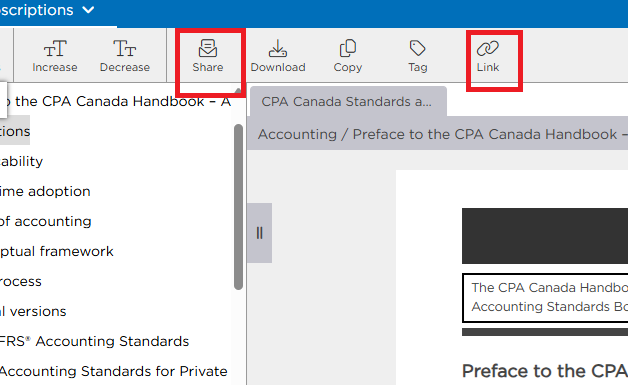 scriptions
Increase
Decrease
Share
Download
Copy
Tag
Link
o the CPA Canada Handbook – A
tions
ability
ime adoption
of accounting
ptual framework
rocess
l versions
FRS® Accounting Standards
Accounting Standards for Private
CPA Canada Standards a...
Accounting / Preface to the CPA Canada Handbook –
The CPA Canada Handbo
Accounting Standards Bo
Preface to the CPA